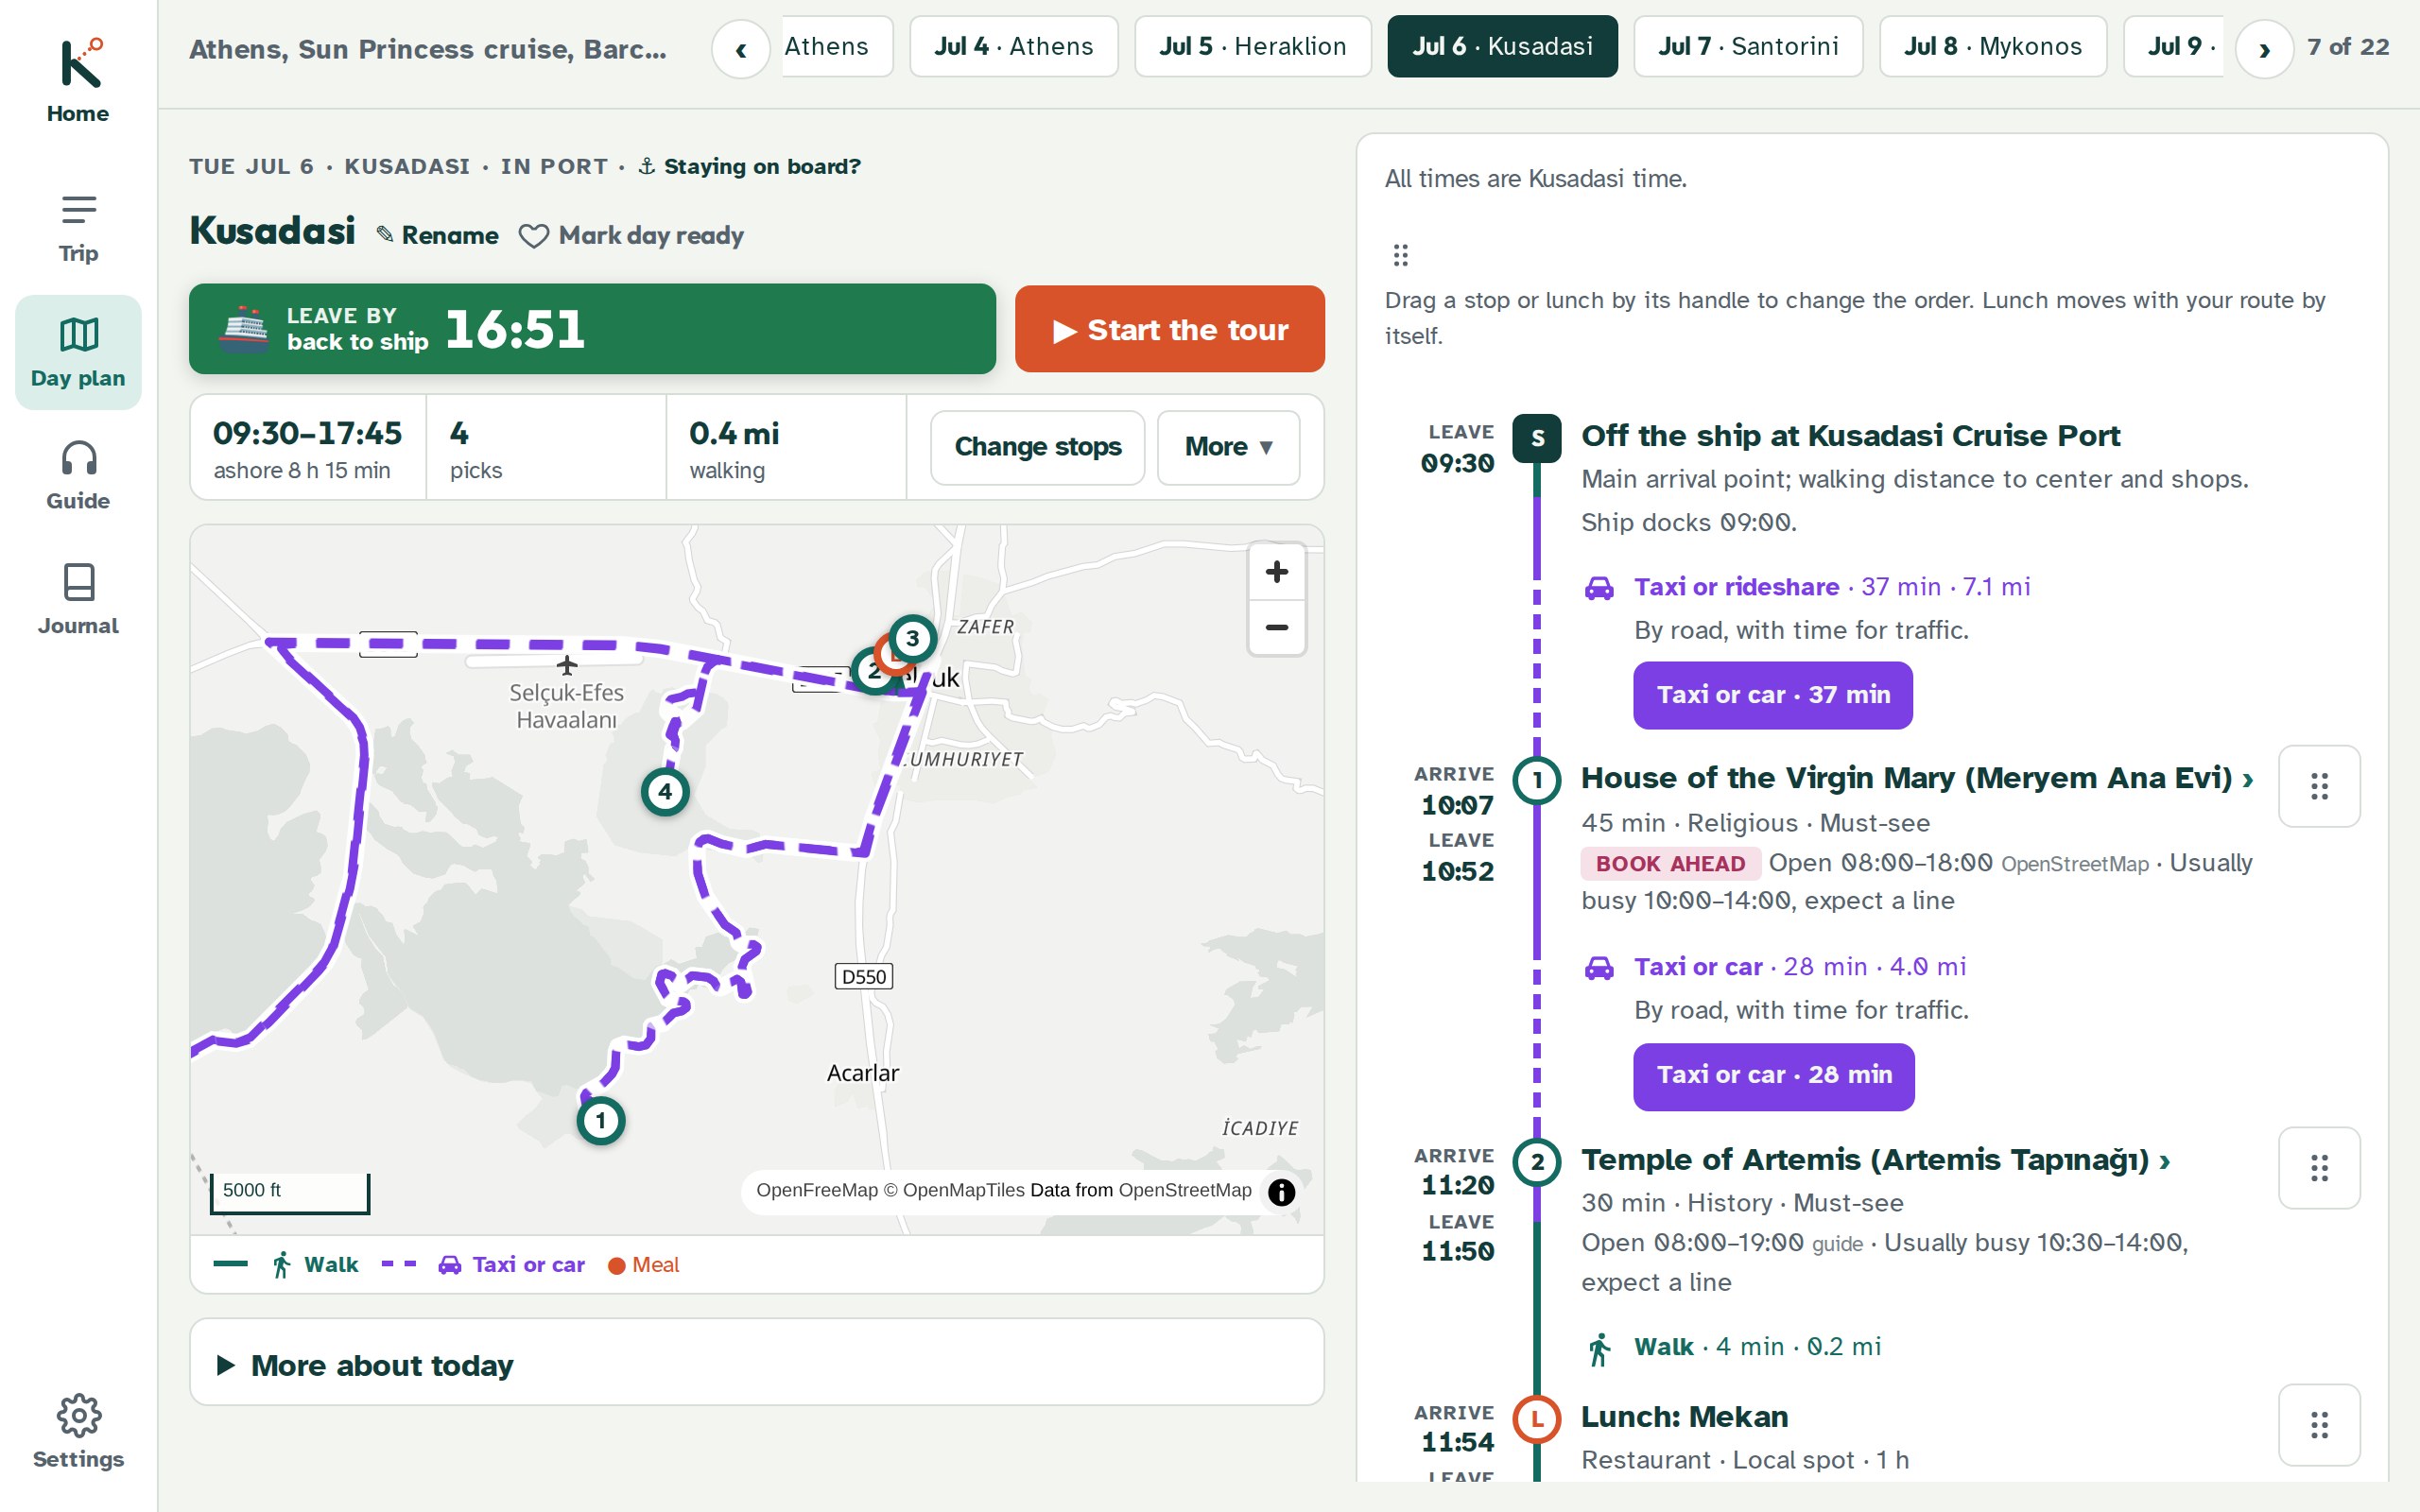 Home
Trip
Day plan
Guide
Journal
Settings
Athens, Sun Princess cruise, Barc...
‹
Athens
Jul 4 · Athens
Jul 5 · Heraklion
Jul 6 · Kusadasi
Jul 7 · Santorini
Jul 8 · Mykonos
Jul 9 ·
›
7 of 22
TUE JUL 6 · KUSADASI · IN PORT · ⚓ Staying on board?
Kusadasi
✎ Rename
Mark day ready
LEAVE BY
back to ship
16:51
▶ Start the tour
09:30–17:45
ashore 8 h 15 min
4
picks
0.4 mi
walking
Change stops
More ▼
+
−
ZAFER
3
2
Selçuk-Efes
Havaalanı
4
D550
Acarlar
1
İCADIYE
5000 ft
OpenFreeMap © OpenMapTiles Data from OpenStreetMap
Walk
Taxi or car
Meal
▶ More about today
All times are Kusadasi time.
Drag a stop or lunch by its handle to change the order. Lunch moves with your route by
itself.
LEAVE
09:30
S
Off the ship at Kusadasi Cruise Port
Main arrival point; walking distance to center and shops.
Ship docks 09:00.
Taxi or rideshare · 37 min · 7.1 mi
By road, with time for traffic.
Taxi or car · 37 min
ARRIVE
10:07
LEAVE
10:52
1
House of the Virgin Mary (Meryem Ana Evi) ›
45 min · Religious · Must-see
BOOK AHEAD Open 08:00–18:00 OpenStreetMap · Usually
busy 10:00–14:00, expect a line
Taxi or car · 28 min · 4.0 mi
By road, with time for traffic.
Taxi or car · 28 min
ARRIVE
11:20
LEAVE
11:50
2
Temple of Artemis (Artemis Tapınağı) ›
30 min · History · Must-see
Open 08:00–19:00 guide · Usually busy 10:30–14:00,
expect a line
Walk · 4 min · 0.2 mi
ARRIVE
11:54
LEAVE
L
Lunch: Mekan
Restaurant · Local spot · 1 h